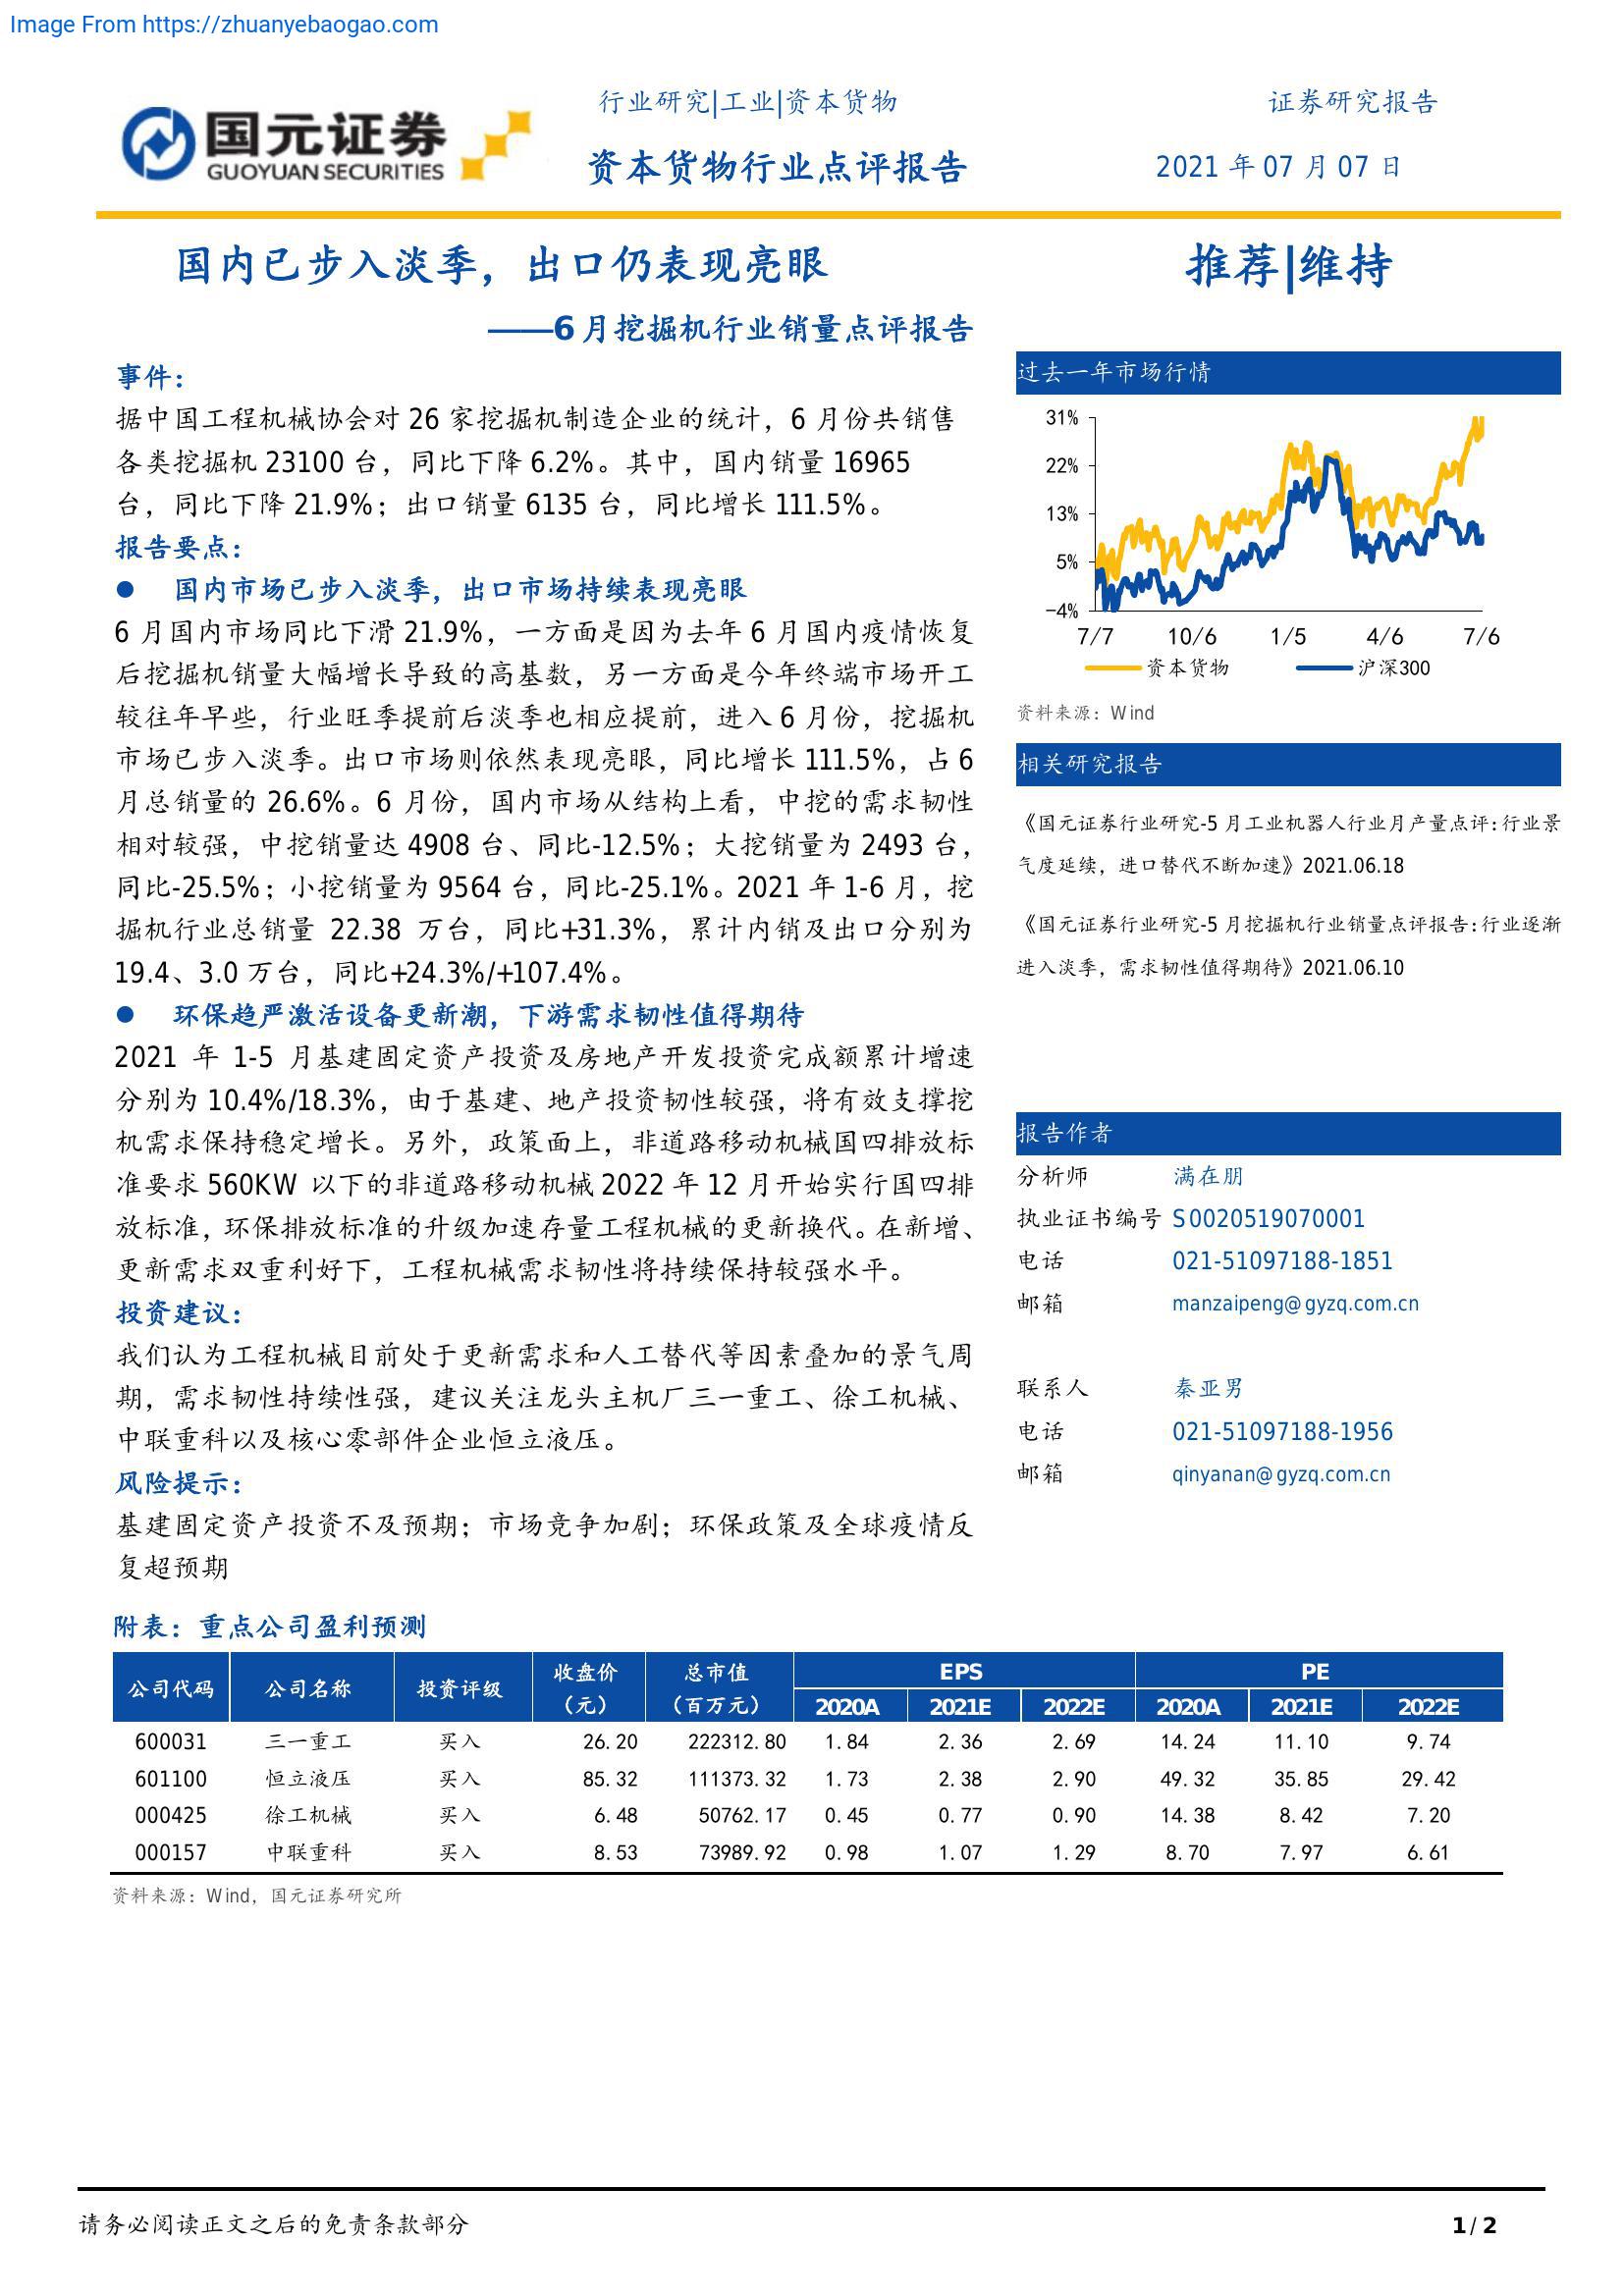 Image From https://zhuanyebaogao.com
国元证券
GUOYUAN SECURITIES
行业研究|工业|资本货物
证券研究报告
资本货物行业点评报告
2021 年 07 月 07 日
国内已步入淡季，出口仍表现亮眼
——6 月挖掘机行业销量点评报告
事件：
据中国工程机械协会对 26 家挖掘机制造企业的统计，6 月份共销售
各类挖掘机 23100 台，同比下降 6.2%。其中，国内销量 16965
台，同比下降 21.9%；出口销量 6135 台，同比增长 111.5%。
报告要点：
● 国内市场已步入淡季，出口市场持续表现亮眼
6 月国内市场同比下滑 21.9%，一方面是因为去年 6 月国内疫情恢复
后挖掘机销量大幅增长导致的高基数，另一方面是今年终端市场开工
较往年早些，行业旺季提前后淡季也相应提前，进入 6 月份，挖掘机
市场已步入淡季。出口市场则依然表现亮眼，同比增长 111.5%，占 6
月总销量的 26.6%。6 月份，国内市场从结构上看，中挖的需求韧性
相对较强，中挖销量达 4908 台、同比-12.5%；大挖销量为 2493 台，
同比-25.5%；小挖销量为 9564 台，同比-25.1%。2021 年 1-6 月，挖
掘机行业总销量 22.38 万台，同比+31.3%，累计内销及出口分别为
19.4、3.0 万台，同比+24.3%/+107.4%。
● 环保趋严激活设备更新潮，下游需求韧性值得期待
2021 年 1-5 月基建固定资产投资及房地产开发投资完成额累计增速
分别为 10.4%/18.3%，由于基建、地产投资韧性较强，将有效支撑挖
机需求保持稳定增长。另外，政策面上，非道路移动机械国四排放标
准要求 560KW 以下的非道路移动机械 2022 年 12 月开始实行国四排
放标准，环保排放标准的升级加速存量工程机械的更新换代。在新增、
更新需求双重利好下，工程机械需求韧性将持续保持较强水平。
投资建议：
我们认为工程机械目前处于更新需求和人工替代等因素叠加的景气周
期，需求韧性持续性强，建议关注龙头主机厂三一重工、徐工机械、
中联重科以及核心零部件企业恒立液压。
风险提示：
基建固定资产投资不及预期；市场竞争加剧；环保政策及全球疫情反
复超预期
推荐|维持
过去一年市场行情
31%
22%
13%
5%
-4%
7/7 10/6 1/5 4/6 7/6
资本货物 沪深300
资料来源：Wind
相关研究报告
《国元证券行业研究-5 月工业机器人行业月产量点评：行业景
气度延续，进口替代不断加速》2021.06.18
《国元证券行业研究-5 月挖掘机行业销量点评报告：行业逐渐
进入淡季，需求韧性值得期待》2021.06.10
报告作者
分析师 满在朋
执业证书编号 S0020519070001
电话 021-51097188-1851
邮箱 manzaipeng@gyzq.com.cn
联系人 秦亚男
电话 021-51097188-1956
邮箱 qinyanan@gyzq.com.cn
附表：重点公司盈利预测
公司代码 公司名称 投资评级 收盘价（元） 总市值（百万元） EPS PE
2020A 2021E 2022E 2020A 2021E 2022E
600031 三一重工 买入 26.20 222312.80 1.84 2.36 2.69 14.24 11.10 9.74
601100 恒立液压 买入 85.32 111373.32 1.73 2.38 2.90 49.32 35.85 29.42
000425 徐工机械 买入 6.48 50762.17 0.45 0.77 0.90 14.38 8.42 7.20
000157 中联重科 买入 8.53 73989.92 0.98 1.07 1.29 8.70 7.97 6.61
资料来源：Wind，国元证券研究所
请务必阅读正文之后的免责条款部分
1 / 2